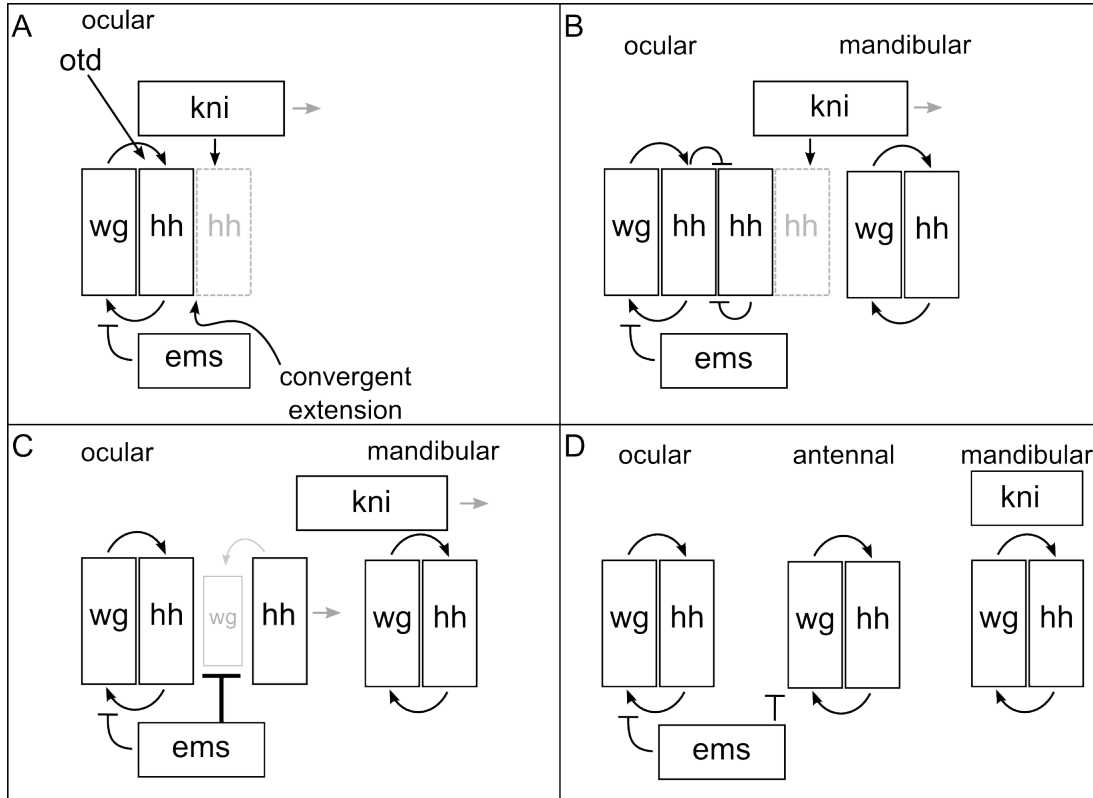 A
ocular
otd
kni
wg hh hh
ems
convergent
extension
B
ocular mandibular
kni
wg hh hh hh wg hh
ems
C
ocular mandibular
kni
wg hh wg hh wg hh
ems
D
ocular antennal mandibular
kni
wg hh wg hh wg hh
ems